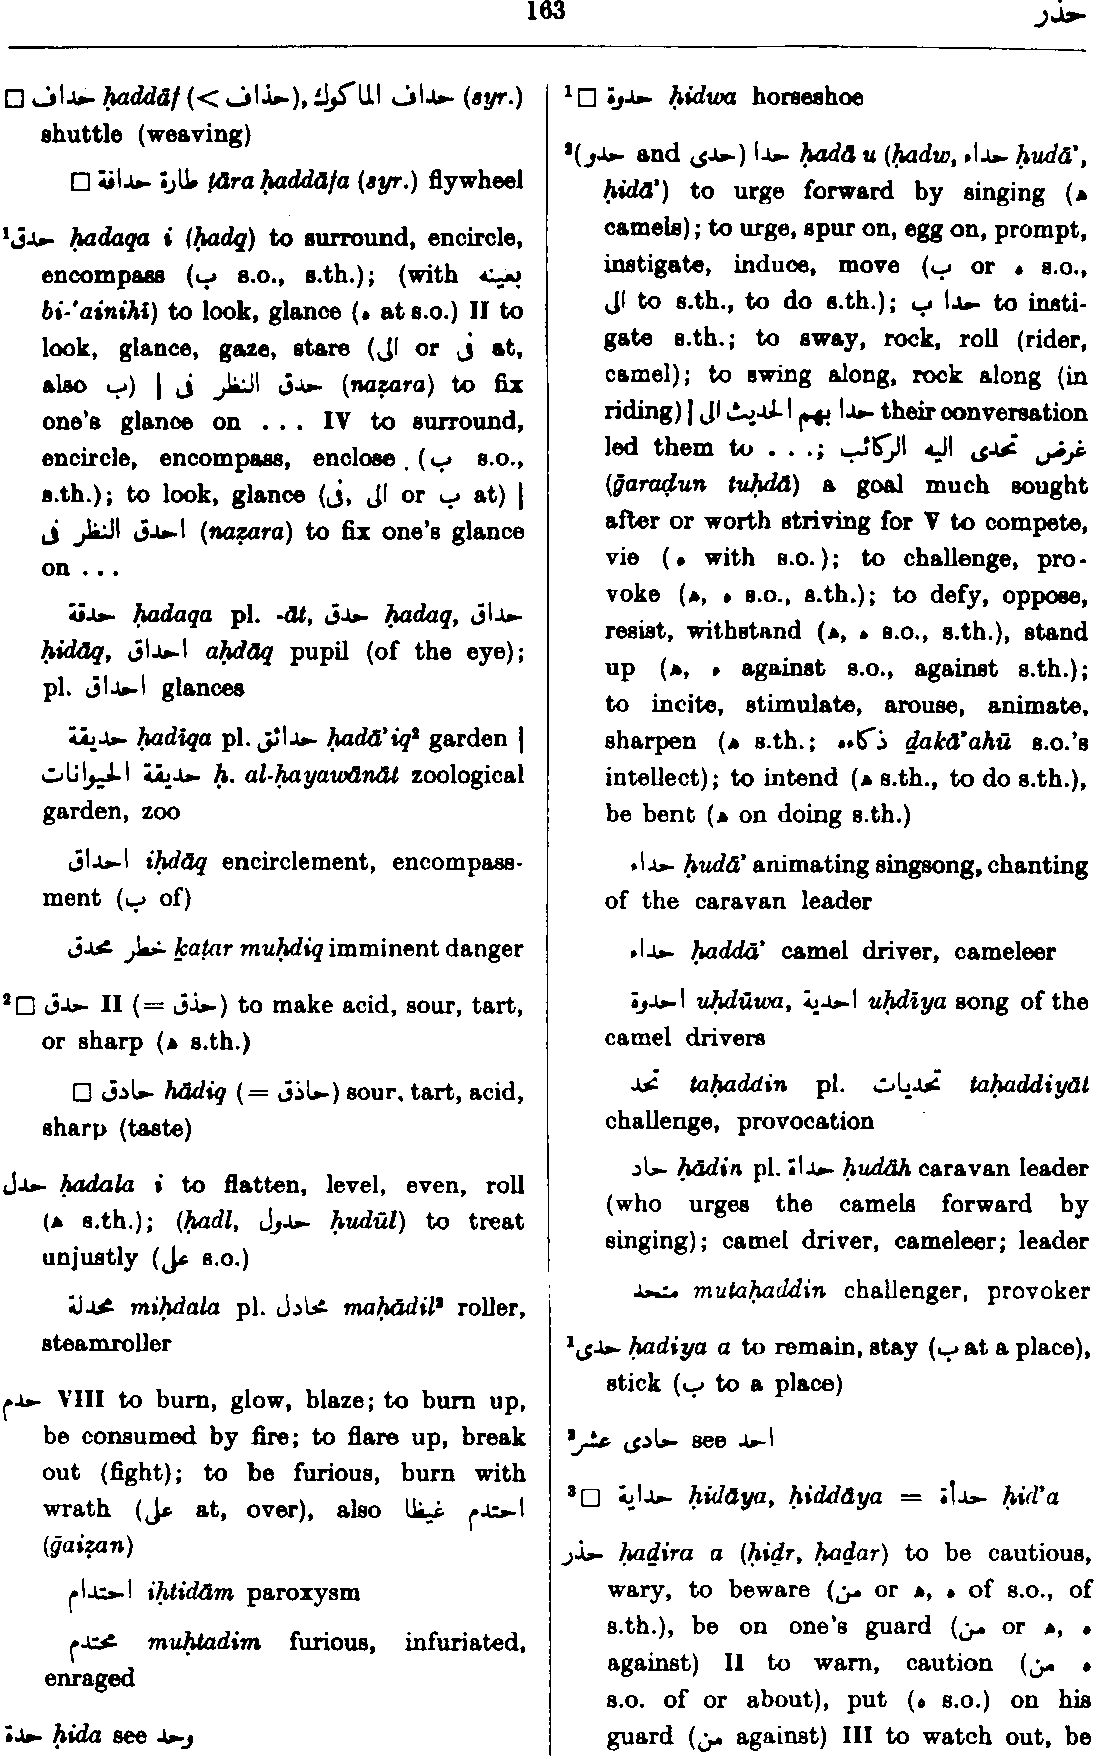 163
حذر
□ حداف ḥaddāf (< حذاف), حداف الماكوك (syr.)
shuttle (weaving)
□ طارة حدافة ṭāra ḥaddāfa (syr.) flywheel
¹حدق ḥadaqa i (ḥadq) to surround, encircle,
encompass (ب s.o., s.th.); (with بعينه
bi-‘ainihī) to look, glance (ه at s.o.) II to
look, glance, gaze, stare (الى or فى at,
also ب) | حدق النظر فى (naẓara) to fix
one's glance on . . . IV to surround,
encircle, encompass, enclose (ب s.o.,
s.th.); to look, glance (فى, الى or ب at) |
احدق النظر فى (naẓara) to fix one's glance
on . . .
حدقة ḥadaqa pl. -āt, حدق ḥadaq, حداق
ḥidāq, احداق aḥdāq pupil (of the eye);
pl. احداق glances
حديقة ḥadīqa pl. حدائق ḥadā’iq² garden |
حديقة الحيوانات ḥ. al-ḥayawānāt zoological
garden, zoo
احداق iḥdāq encirclement, encompass-
ment (ب of)
خطر محدق ḵaṭar muḥdiq imminent danger
²□ حدق II (= حذق) to make acid, sour, tart,
or sharp (ه s.th.)
□ حادق ḥādiq (= حاذق) sour, tart, acid,
sharp (taste)
حدل ḥadala i to flatten, level, even, roll
(ه s.th.); (ḥadl, حدول ḥudūl) to treat
unjustly (على s.o.)
محدلة miḥdala pl. محادل maḥādil² roller,
steamroller
حدم VIII to burn, glow, blaze; to burn up,
be consumed by fire; to flare up, break
out (fight); to be furious, burn with
wrath (على at, over), also احتدم غيظا
(ḡaiẓan)
احتدام iḥtidām paroxysm
محتدم muḥtadim furious, infuriated,
enraged
حدة ḥida see وحد
¹□ حدوة ḥidwa horseshoe
²(حدو and حدى) حدا ḥadā u (ḥadw, حداء ḥudā’,
ḥidā’) to urge forward by singing (ه
camels); to urge, spur on, egg on, prompt,
instigate, induce, move (ب or ه s.o.,
الى to s.th., to do s.th.); حدا ب to insti-
gate s.th.; to sway, rock, roll (rider,
camel); to swing along, rock along (in
riding) | حدا بهم الحديث الى their conversation
led them to . . .; غرض تحدى اليه الركائب
(ḡaraḍun tuḥdā) a goal much sought
after or worth striving for V to compete,
vie (ه with s.o.); to challenge, pro-
voke (ه, ه s.o., s.th.); to defy, oppose,
resist, withstand (ه, ه s.o., s.th.), stand
up (ه, ه against s.o., against s.th.);
to incite, stimulate, arouse, animate,
sharpen (ه s.th.; ذكاءه ḏakā’ahū s.o.'s
intellect); to intend (ه s.th., to do s.th.),
be bent (ه on doing s.th.)
حداء ḥudā’ animating singsong, chanting
of the caravan leader
حداء ḥaddā’ camel driver, cameleer
احدوة uḥdūwa, احدية uḥdīya song of the
camel drivers
تحد taḥaddin pl. تحديات taḥaddiyāt
challenge, provocation
حاد ḥādin pl. حداة ḥudāh caravan leader
(who urges the camels forward by
singing); camel driver, cameleer; leader
متحد mutaḥaddin challenger, provoker
¹حدى ḥadiya a to remain, stay (ب at a place),
stick (ب to a place)
²حادى عشر see احد
³□ حداية ḥidāya, ḥiddāya = حدأة ḥid’a
حذر ḥaḏira a (ḥiḏr, ḥaḏar) to be cautious,
wary, to beware (من or ه, ه of s.o., of
s.th.), be on one's guard (من or ه, ه
against) II to warn, caution (من ه
s.o. of or about), put (ه s.o.) on his
guard (من against) III to watch out, be